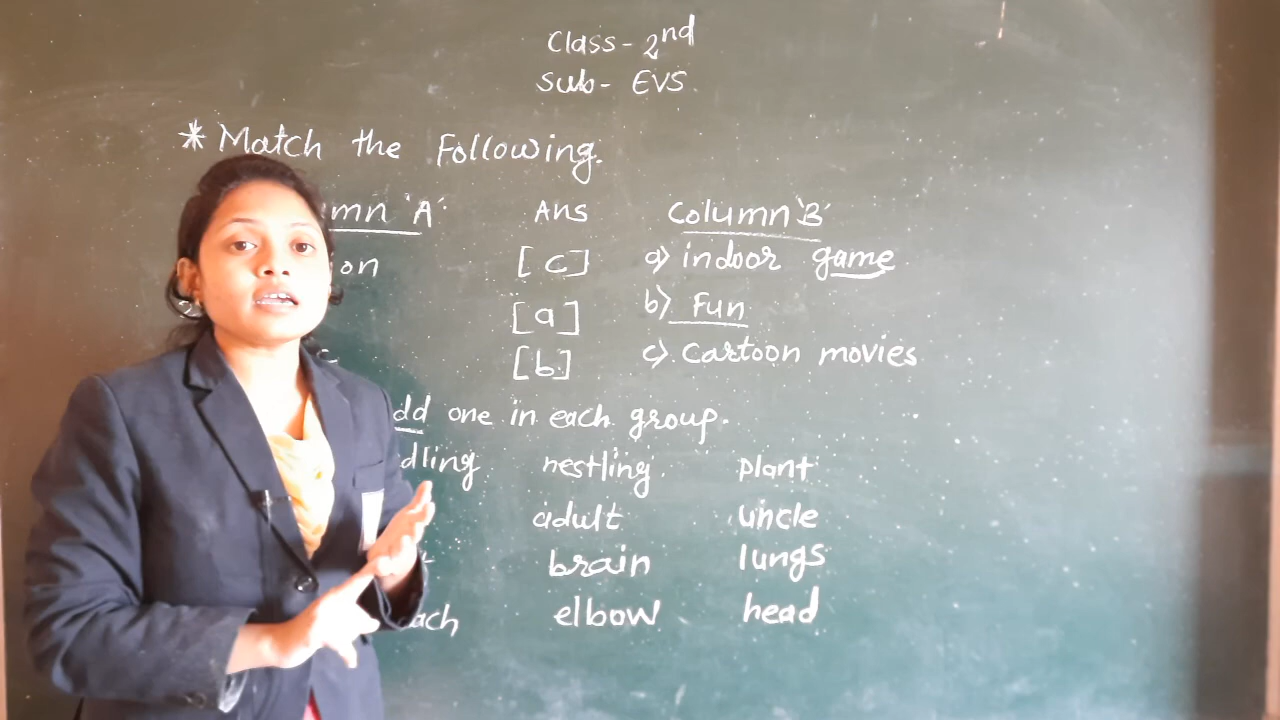 Class - 2nd
Sub - EVS
* Match the Following.
umn 'A' Ans Column 'B'
on [c] a) indoor game
[a] b) Fun
c [b] c) Cartoon movies
dd one in each group.
dling nestling plant
adult uncle
brain lungs
ach elbow head